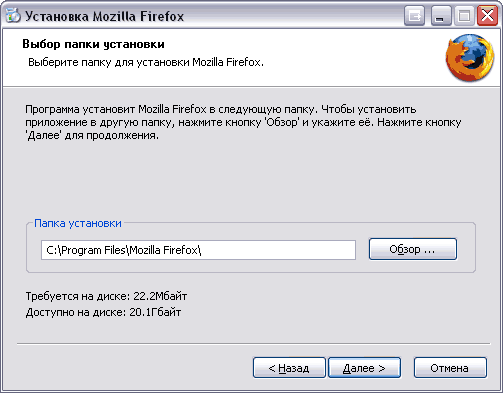 Установка Mozilla Firefox
Выбор папки установки
Выберите папку для установки Mozilla Firefox.
Программа установит Mozilla Firefox в следующую папку. Чтобы установить
приложение в другую папку, нажмите кнопку 'Обзор' и укажите её. Нажмите кнопку
'Далее' для продолжения.
Папка установки
C:\Program Files\Mozilla Firefox\
Обзор ...
Требуется на диске: 22.2Мбайт
Доступно на диске: 20.1Гбайт
< Назад
Далее >
Отмена